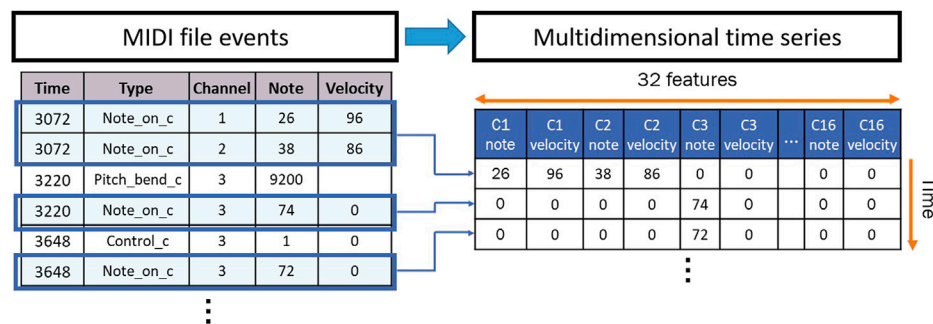 MIDI file events
Multidimensional time series
32 features
Time Type Channel Note Velocity
3072 Note_on_c 1 26 96
3072 Note_on_c 2 38 86
3220 Pitch_bend_c 3 9200
3220 Note_on_c 3 74 0
3648 Control_c 3 1 0
3648 Note_on_c 3 72 0
C1 C1 C2 C2 C3 C3 ... C16 C16
note velocity note velocity note velocity note velocity
26 96 38 86 0 0 0 0
0 0 0 0 74 0 0 0
0 0 0 0 72 0 0 0
Time